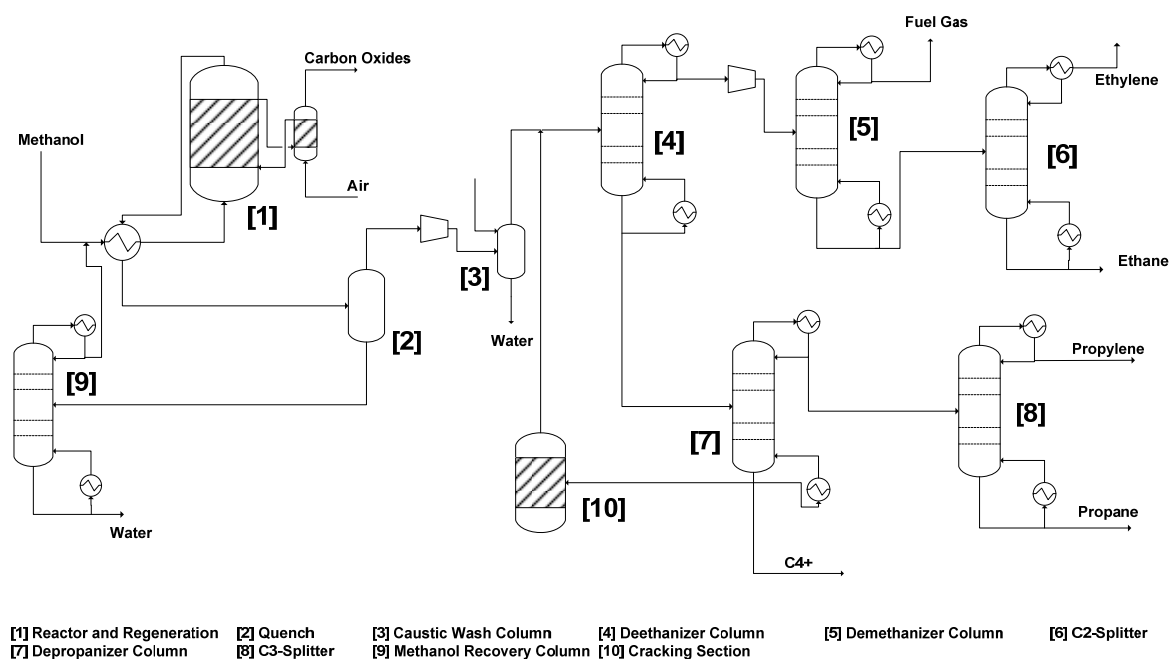 Fuel Gas
Carbon Oxides
Ethylene
[4]
[5]
[6]
Methanol
Air
[1]
Ethane
[3]
[2]
Water
Propylene
[9]
[7]
[8]
[10]
Water
Propane
C4+
[1] Reactor and Regeneration [2] Quench [3] Caustic Wash Column [4] Deethanizer Column [5] Demethanizer Column [6] C2-Splitter
[7] Depropanizer Column [8] C3-Splitter [9] Methanol Recovery Column [10] Cracking Section